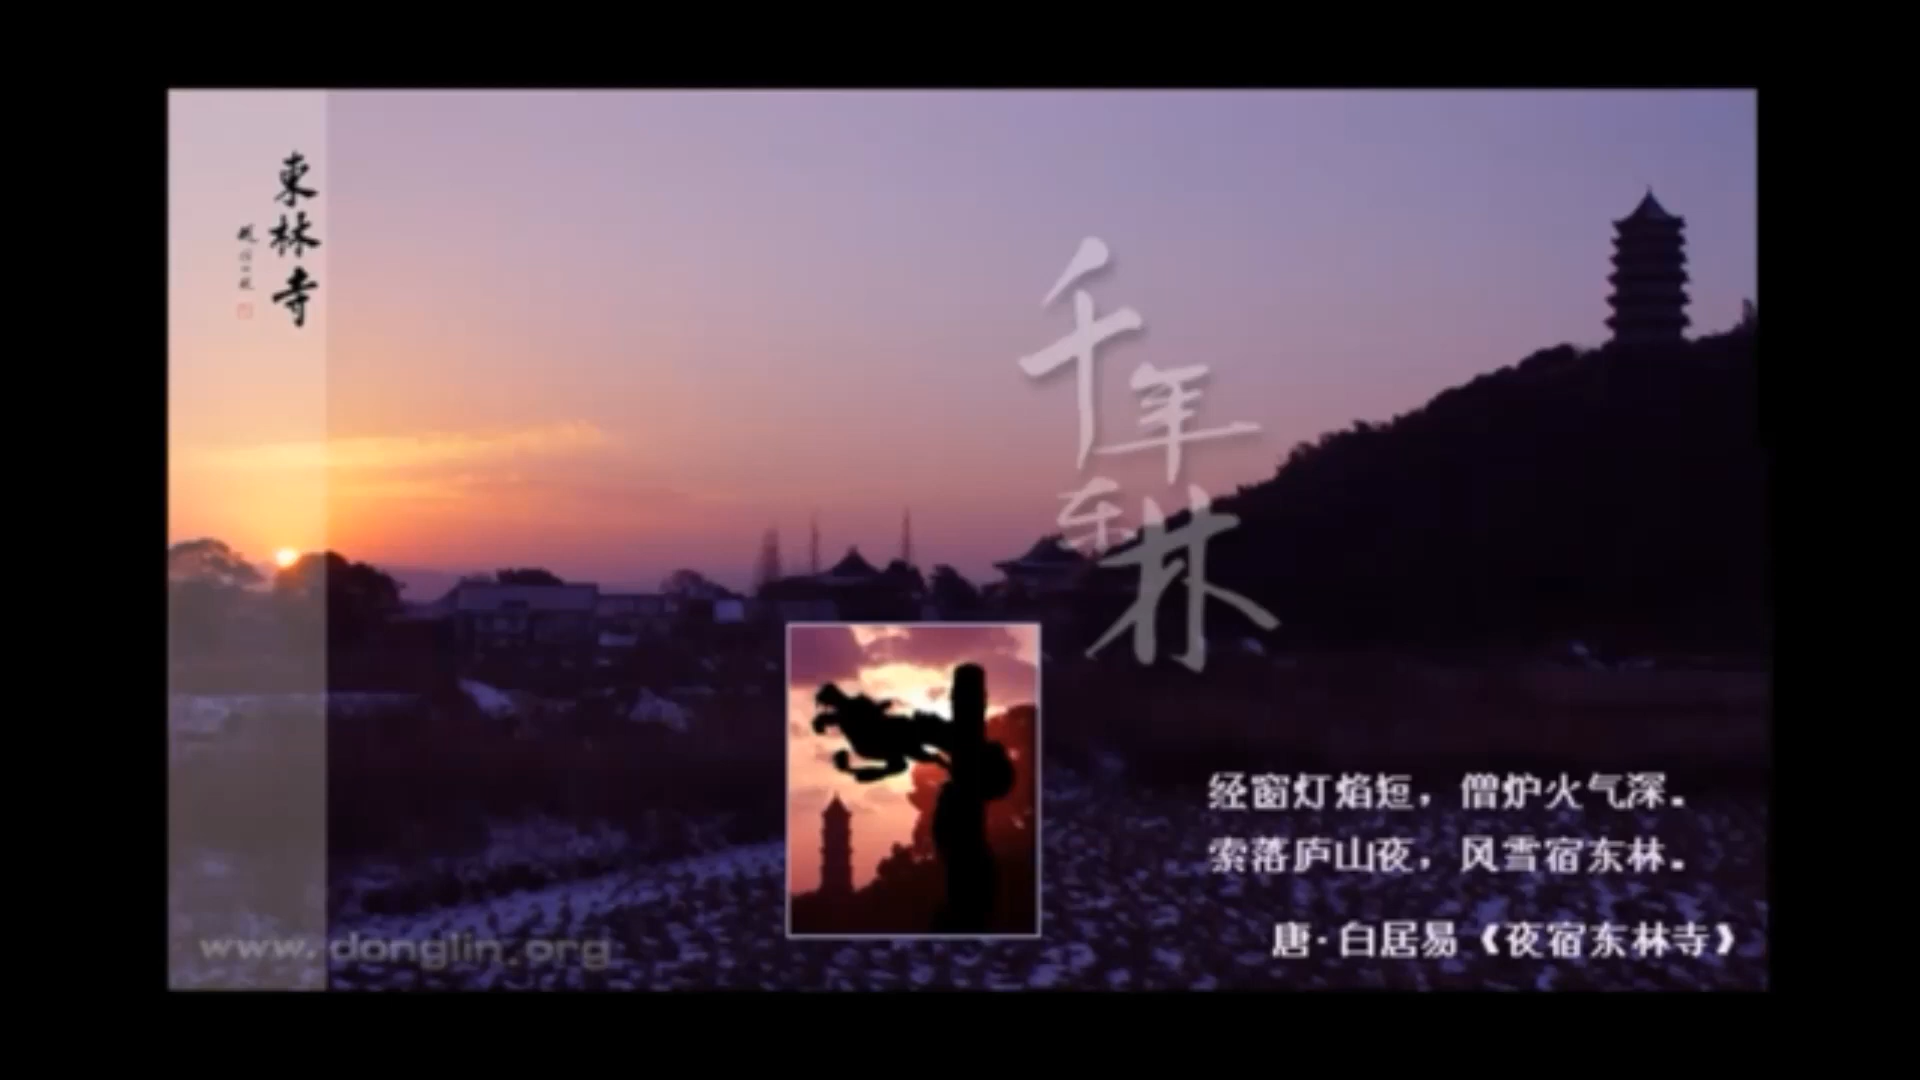 東林寺
千年东林
经窗灯焰短，僧炉火气深。
索落庐山夜，风雪宿东林。
唐·白居易《夜宿东林寺》
www.donglin.org